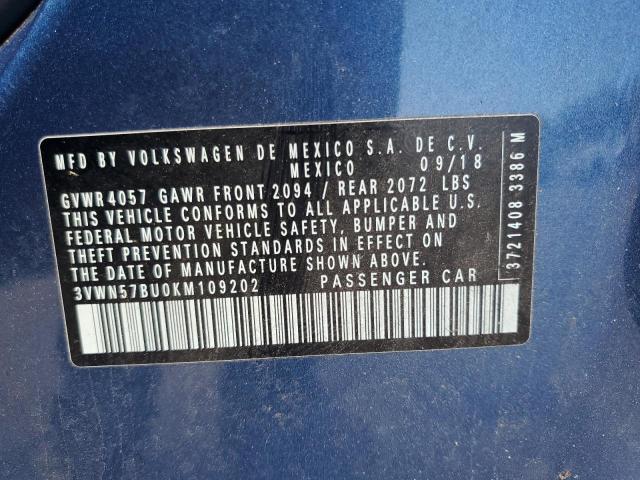 MFD BY VOLKSWAGEN DE MEXICO S.A. DE C.V.
MEXICO 09/18
GVWR 4057 GAWR FRONT 2094 / REAR 2072 LBS
THIS VEHICLE CONFORMS TO ALL APPLICABLE U.S.
FEDERAL MOTOR VEHICLE SAFETY, BUMPER AND
THEFT PREVENTION STANDARDS IN EFFECT ON
THE DATE OF MANUFACTURE SHOWN ABOVE.
3VWN57BU0KM109202 PASSENGER CAR
3721408 3386 M